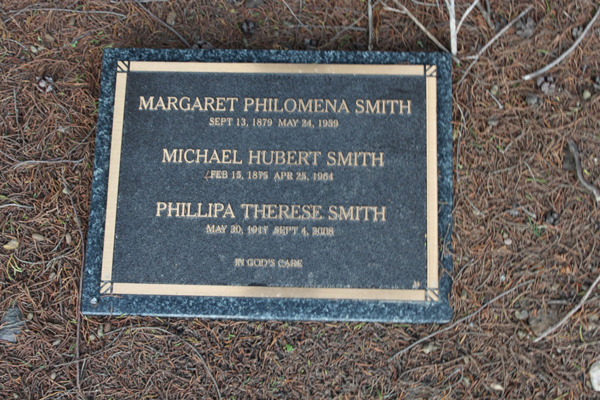 MARGARET PHILOMENA SMITH
SEPT 13, 1879 MAY 24, 1959
MICHAEL HUBERT SMITH
FEB 15, 1875 APR 25, 1964
PHILLIPA THERESE SMITH
MAY 20, 1917 SEPT 4, 2008
IN GOD'S CARE